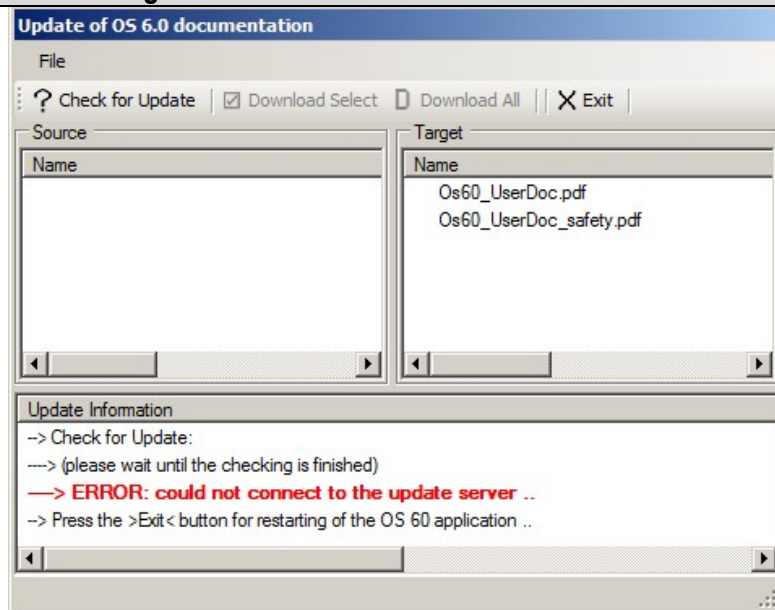 Update of OS 6.0 documentation
File
? Check for Update Download Select D Download All X Exit
Source
Target
Name
Name
Os60_UserDoc.pdf
Os60_UserDoc_safety.pdf
Update Information
--> Check for Update:
----> (please wait until the checking is finished)
----> ERROR: could not connect to the update server ..
--> Press the >Exit< button for restarting of the OS 60 application ..